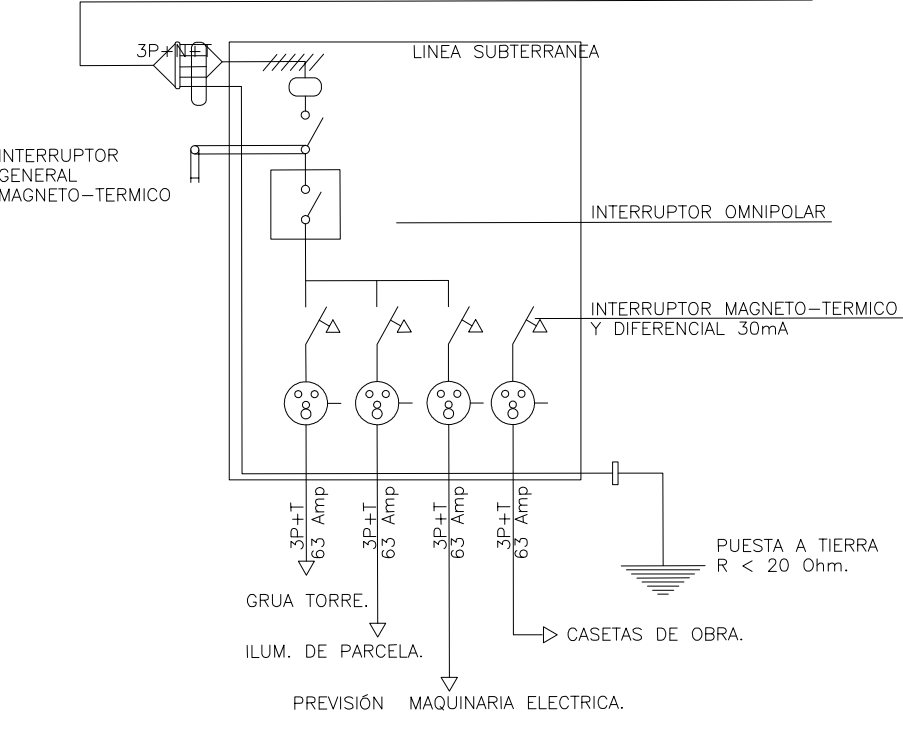 3P+N+T
LINEA SUBTERRANEA
INTERRUPTOR
GENERAL
MAGNETO-TERMICO
INTERRUPTOR OMNIPOLAR
INTERRUPTOR MAGNETO-TERMICO
Y DIFERENCIAL 30mA
3P+T
63 Amp
3P+T
63 Amp
3P+T
63 Amp
3P+T
63 Amp
PUESTA A TIERRA
R < 20 Ohm.
GRUA TORRE.
CASETAS DE OBRA.
ILUM. DE PARCELA.
PREVISIÓN MAQUINARIA ELECTRICA.